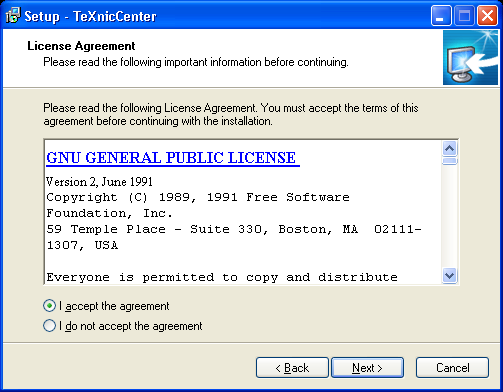 Setup - TeXnicCenter
License Agreement
Please read the following important information before continuing.
Please read the following License Agreement. You must accept the terms of this
agreement before continuing with the installation.
GNU GENERAL PUBLIC LICENSE
Version 2, June 1991
Copyright (C) 1989, 1991 Free Software
Foundation, Inc.
59 Temple Place - Suite 330, Boston, MA  02111-
1307, USA
Everyone is permitted to copy and distribute
I accept the agreement
I do not accept the agreement
< Back
Next >
Cancel